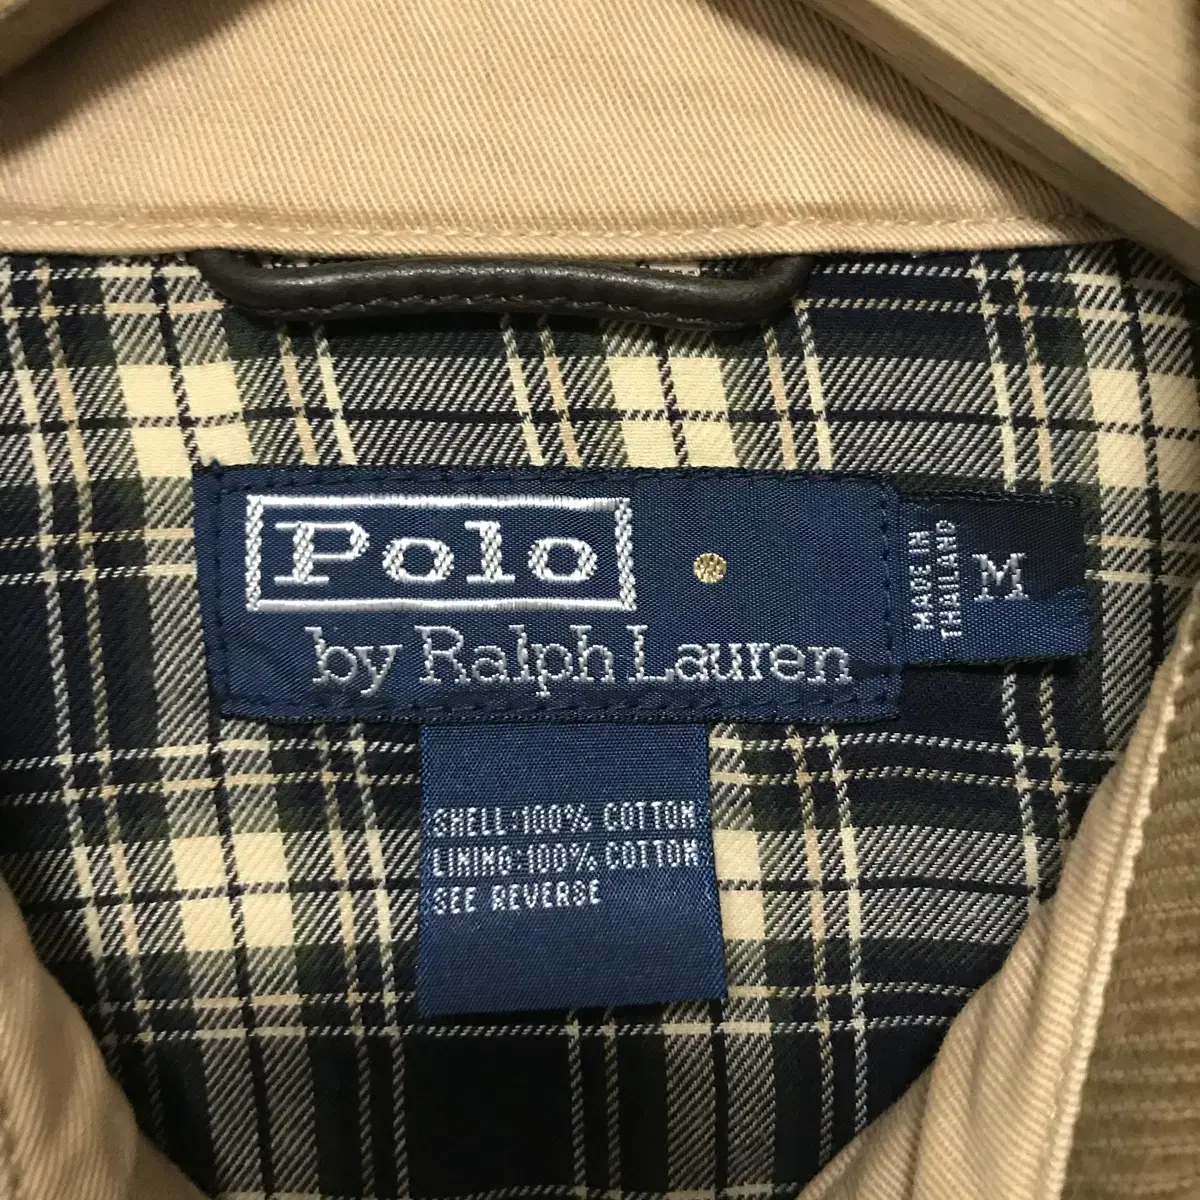 Polo
by Ralph Lauren
MADE IN
THAILAND
M
SHELL:100% COTTON
LINING:100% COTTON
SEE REVERSE